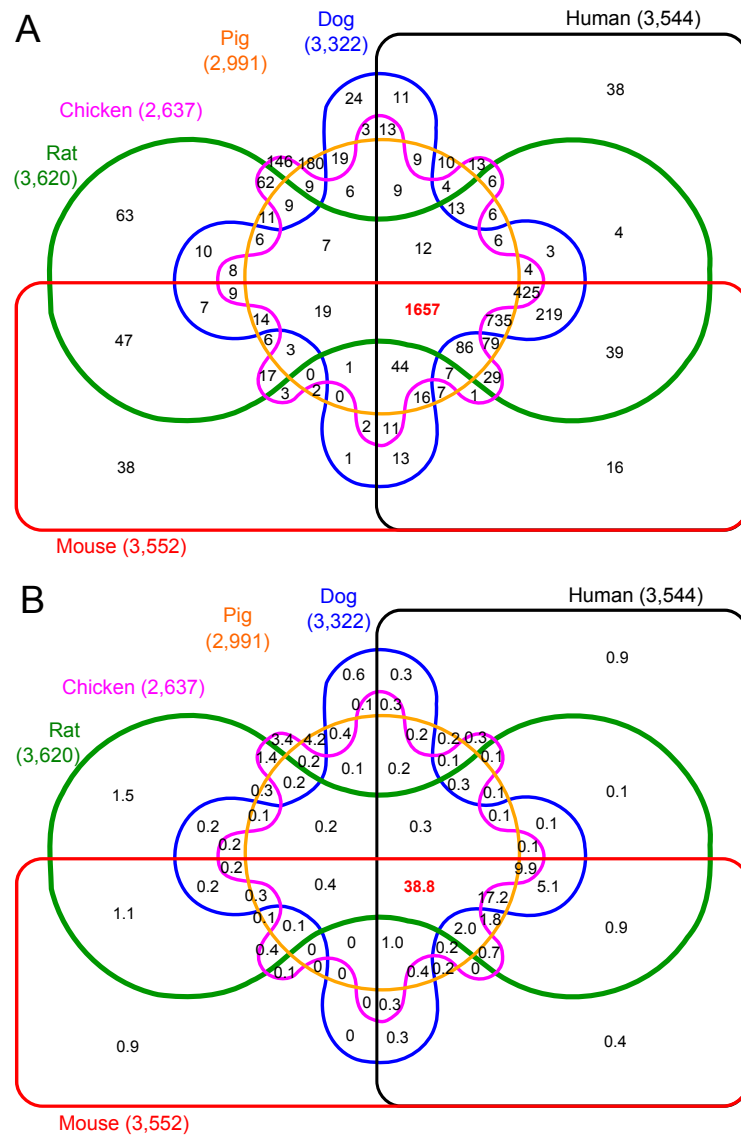 A
Human (3,544)
Dog
(3,322)
Pig
(2,991)
Chicken (2,637)
Rat
(3,620)
24 11
38
3 13
146 180 19 9 10 13
62 9 6 9 4 6
63 11 9 13 6 4
10 6 7 12 6 3
8 4
9 425
7 19 1657 735 219
47 14 39
6 3 86 79
17 0 1 44 7 29
3 2 0 16 7 1
2 11
38 1 13 16
Mouse (3,552)
B
Human (3,544)
Dog
(3,322)
Pig
(2,991)
Chicken (2,637)
Rat
(3,620)
0.9
0.6 0.3
0.1 0.3
3.4 4.2 0.4 0.2 0.2 0.3
1.4 0.2 0.1 0.2 0.1 0.1
1.5 0.3 0.2 0.3 0.1 0.1
0.2 0.1 0.2 0.3 0.1
0.2 0.1
0.2 9.9
0.2 0.4 38.8 17.2 5.1
1.1 0.3 0.9
0.1 0.1 2.0 1.8
0.4 0 0 1.0 0.2 0.7
0.1 0 0 0.4 0.2 0
0 0.3
0.9 0 0.3 0.4
Mouse (3,552)